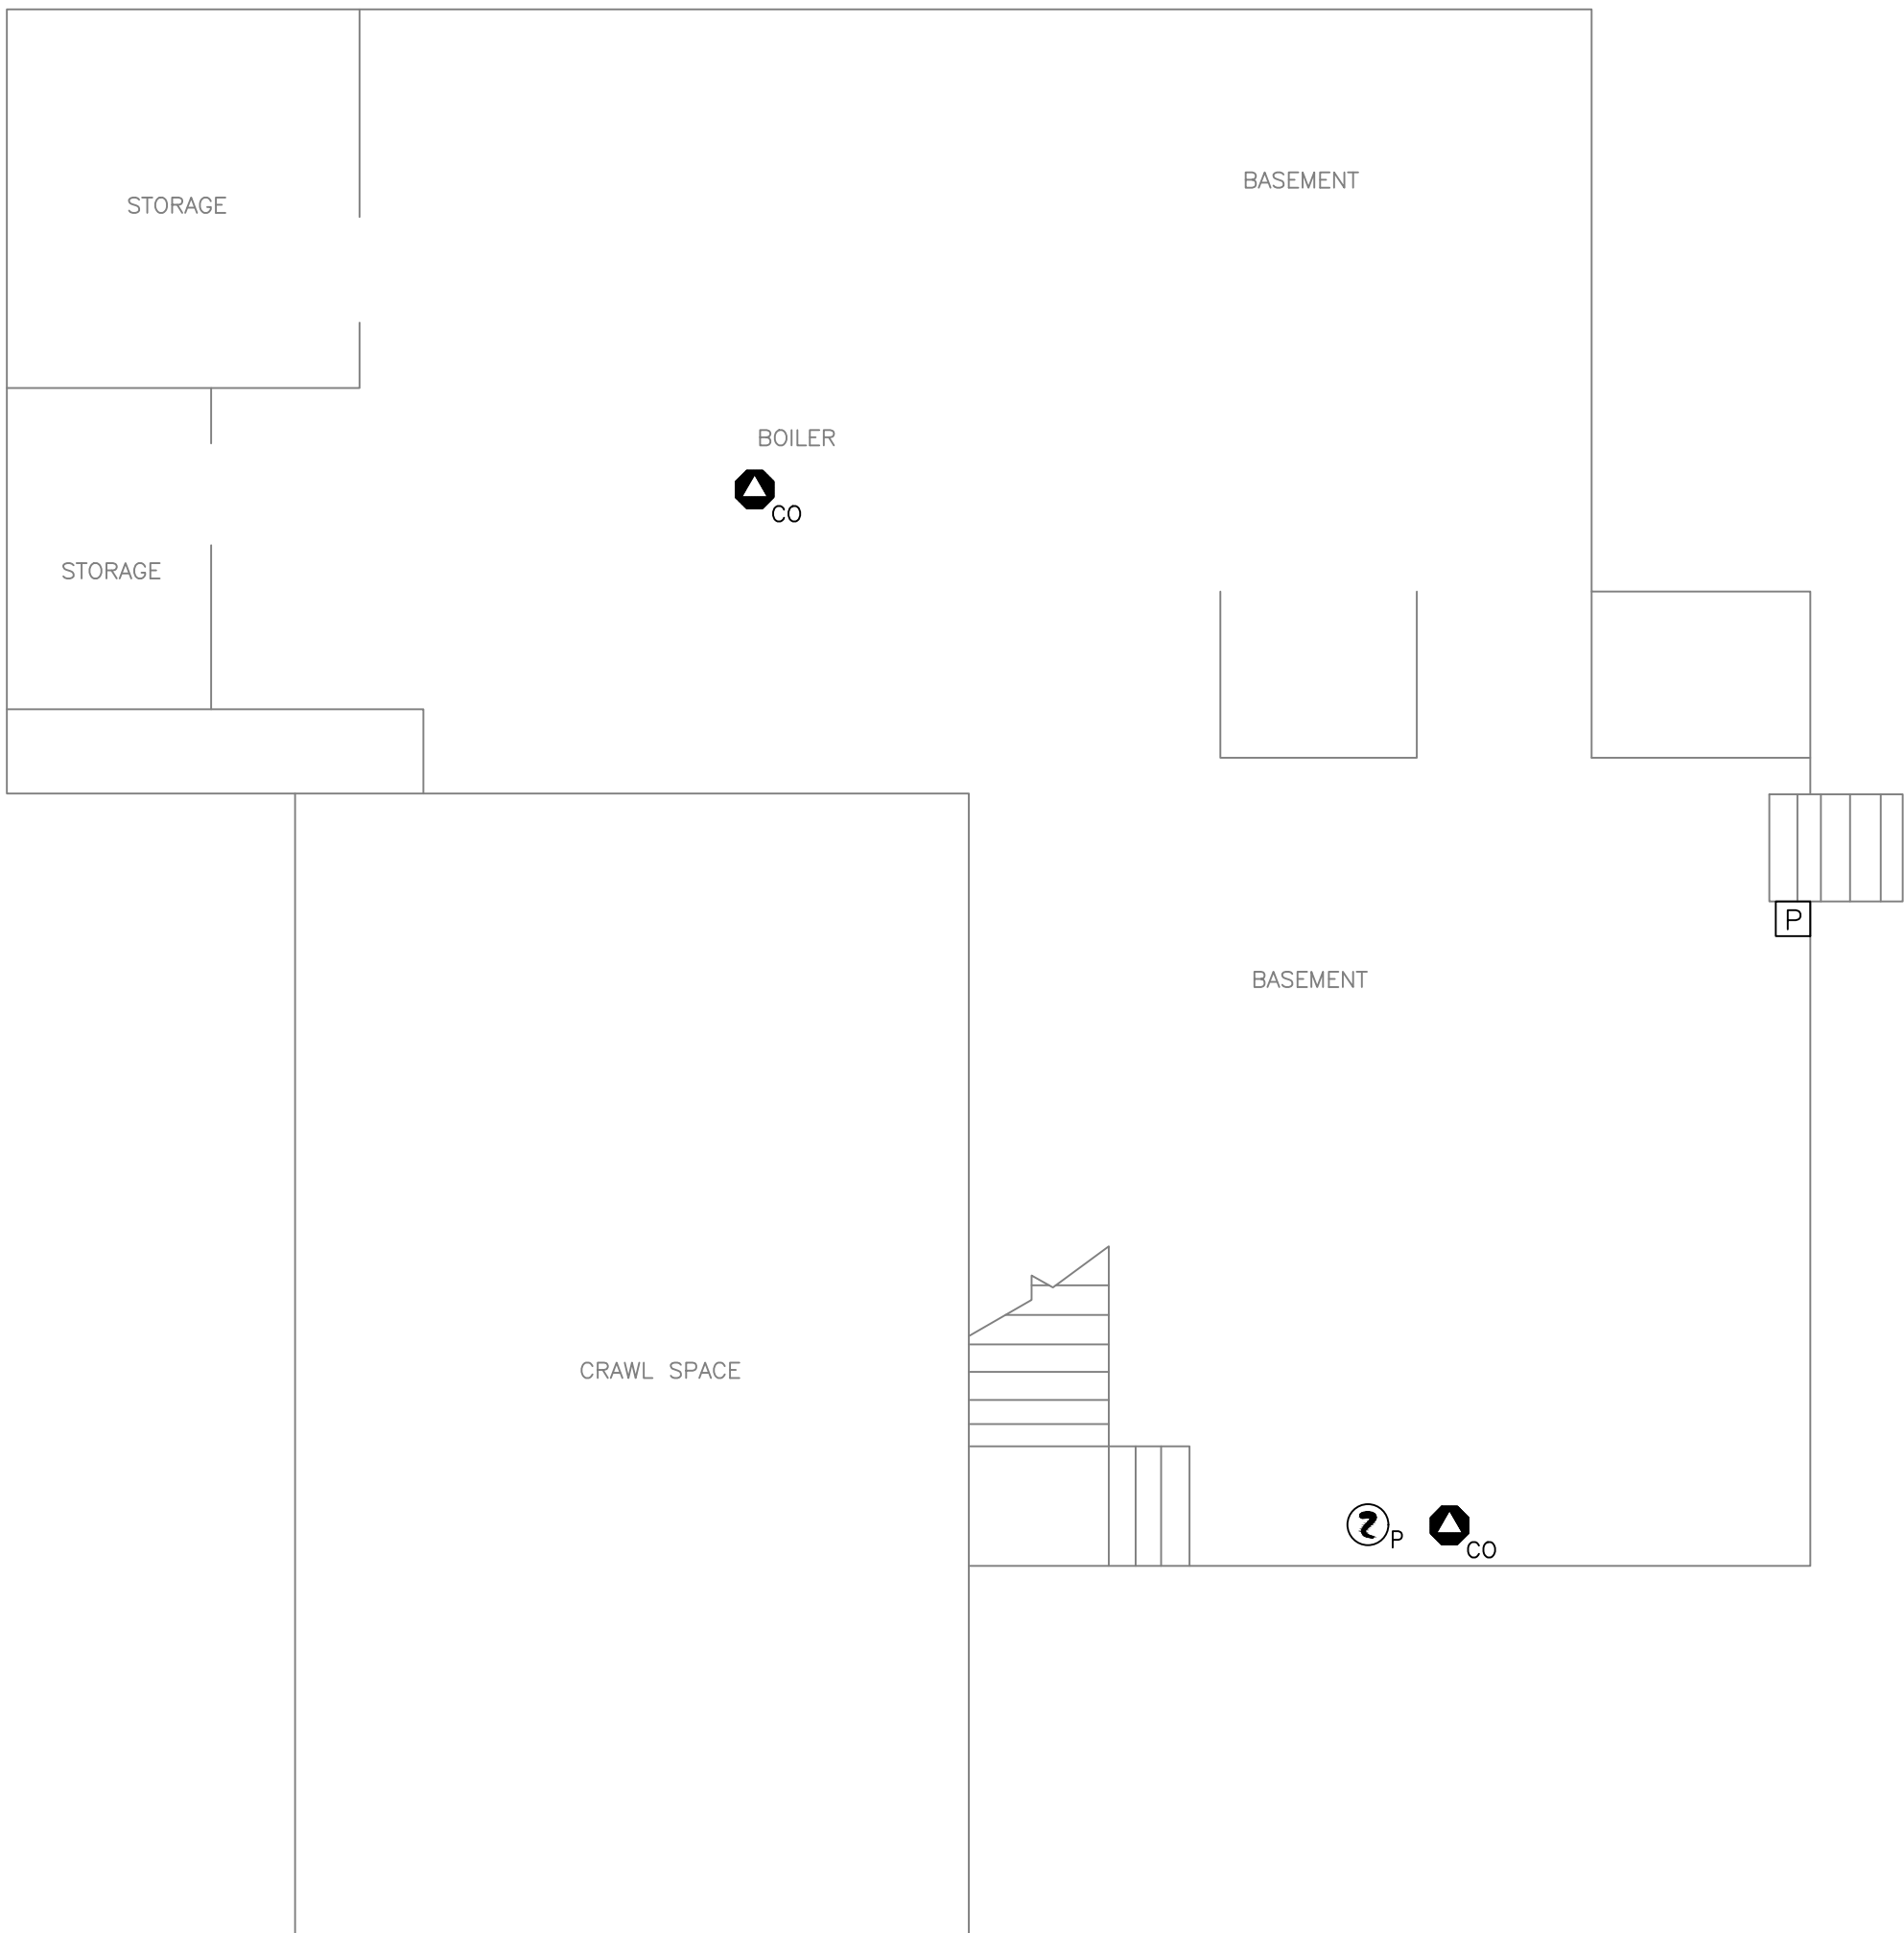 BASEMENT
STORAGE
BOILER
CO
STORAGE
P
BASEMENT
CRAWL SPACE
P
CO